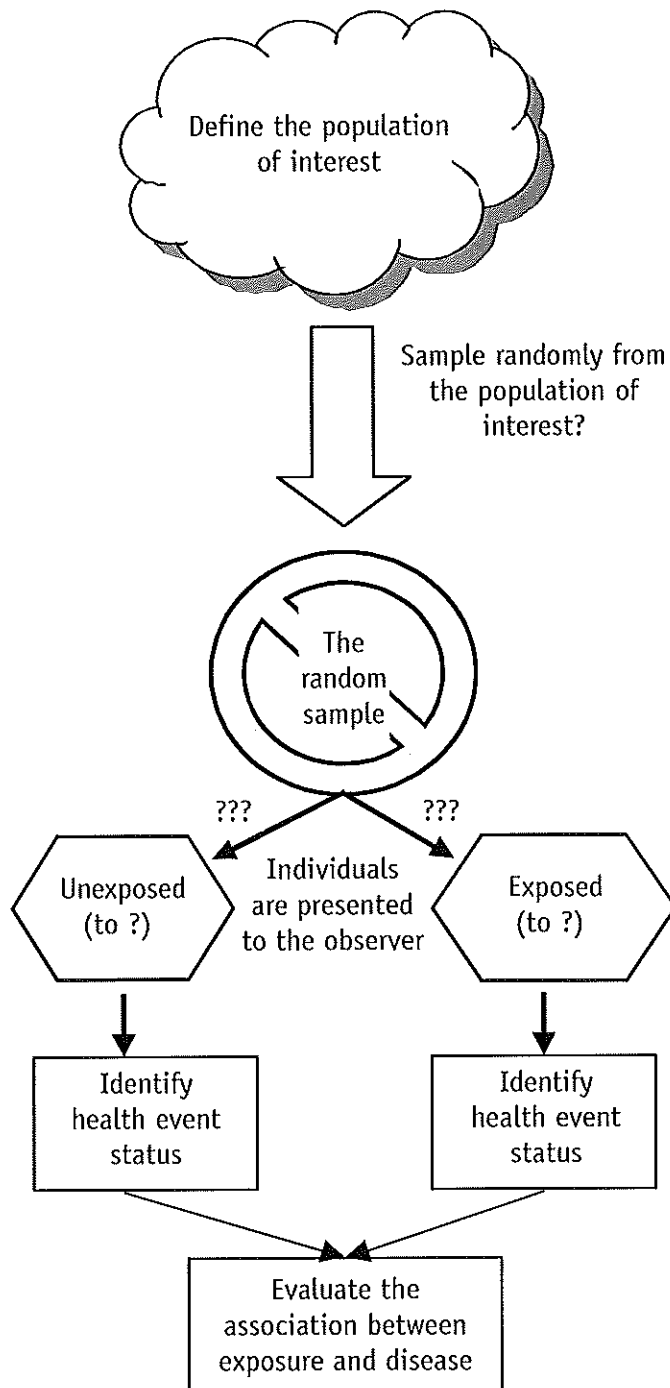 Define the population
of interest
Sample randomly from
the population of
interest?
The
random
sample
???
???
Individuals
are presented
to the observer
Unexposed
(to ?)
Exposed
(to ?)
Identify
health event
status
Identify
health event
status
Evaluate the
association between
exposure and disease